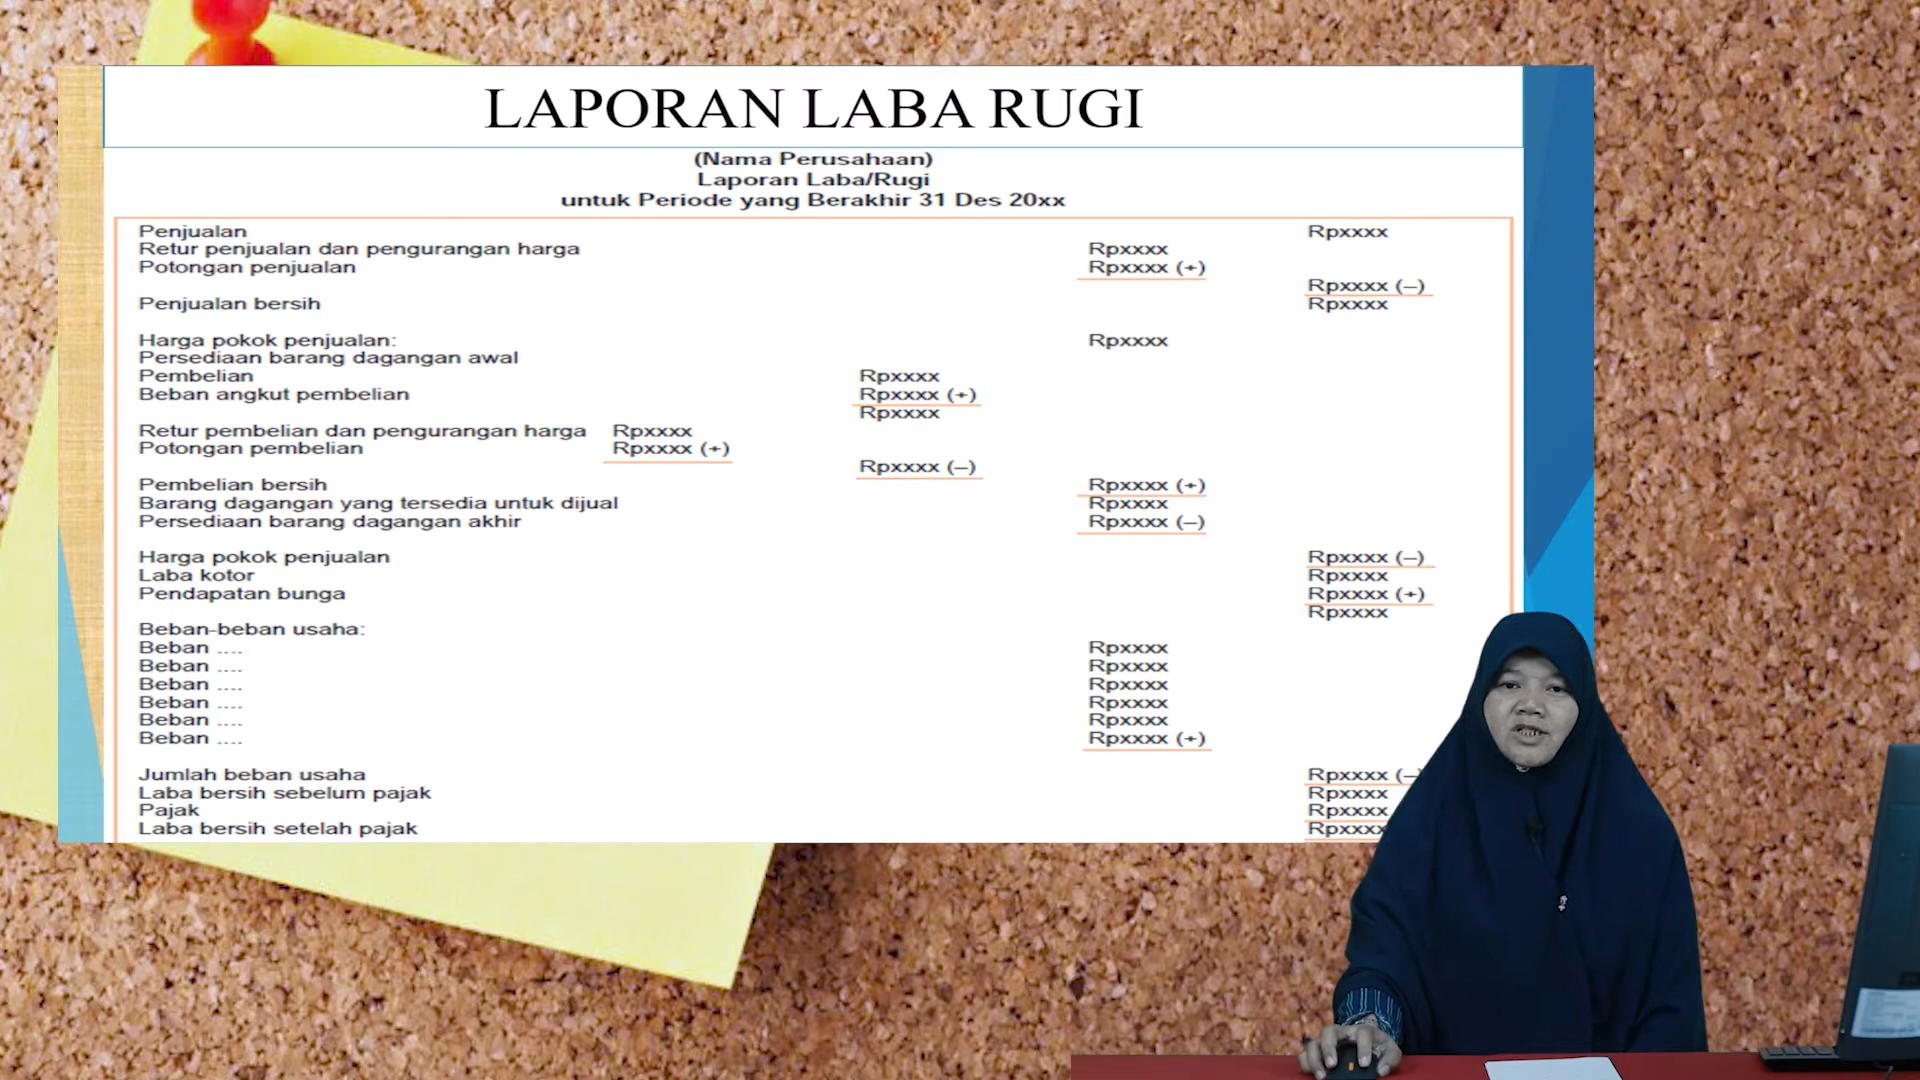 LAPORAN LABA RUGI
(Nama Perusahaan)
Laporan Laba/Rugi
untuk Periode yang Berakhir 31 Des 20xx
Penjualan Rpxxxx
Retur penjualan dan pengurangan harga Rpxxxx
Potongan penjualan Rpxxxx (+)
Rpxxxx (–)
Penjualan bersih Rpxxxx
Harga pokok penjualan: Rpxxxx
Persediaan barang dagangan awal
Pembelian Rpxxxx
Beban angkut pembelian Rpxxxx (+)
Rpxxxx
Retur pembelian dan pengurangan harga Rpxxxx
Potongan pembelian Rpxxxx (+)
Rpxxxx (–)
Pembelian bersih Rpxxxx (+)
Barang dagangan yang tersedia untuk dijual Rpxxxx
Persediaan barang dagangan akhir Rpxxxx (–)
Harga pokok penjualan Rpxxxx (–)
Laba kotor Rpxxxx
Pendapatan bunga Rpxxxx (+)
Rpxxxx
Beban-beban usaha:
Beban .... Rpxxxx
Beban .... Rpxxxx
Beban .... Rpxxxx
Beban .... Rpxxxx
Beban .... Rpxxxx
Beban .... Rpxxxx (+)
Jumlah beban usaha Rpxxxx (–
Laba bersih sebelum pajak Rpxxxx
Pajak Rpxxxx
Laba bersih setelah pajak Rpxxxx